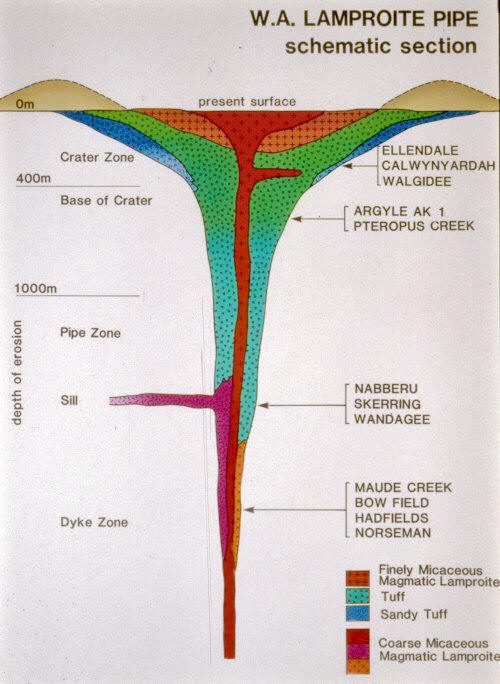 W.A. LAMPROITE PIPE
schematic section
0m
present surface
Crater Zone
400m
Base of Crater
ELLENDALE
CALWYNYARDAH
WALGIDEE
ARGYLE AK 1
PTEROPUS CREEK
1000m
depth of erosion
Pipe Zone
Sill
NABBERU
SKERRING
WANDAGEE
Dyke Zone
MAUDE CREEK
BOW FIELD
HADFIELDS
NORSEMAN
Finely Micaceous
Magmatic Lamproite
Tuff
Sandy Tuff
Coarse Micaceous
Magmatic Lamproite